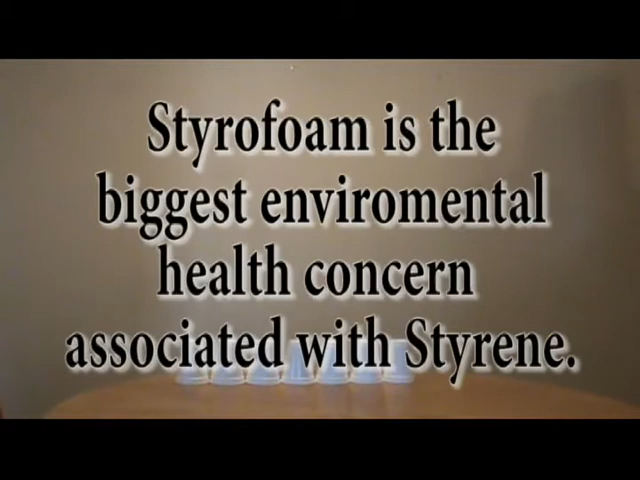 Styrofoam is the
biggest enviromental
health concern
associated with Styrene.